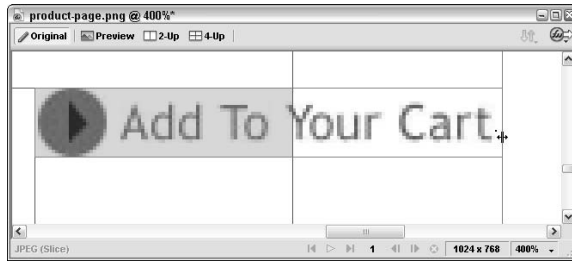 product-page.png @ 400%*
Original Preview 2-Up 4-Up
Add To Your Cart.
JPEG (Slice) 1 1024 x 768 400%